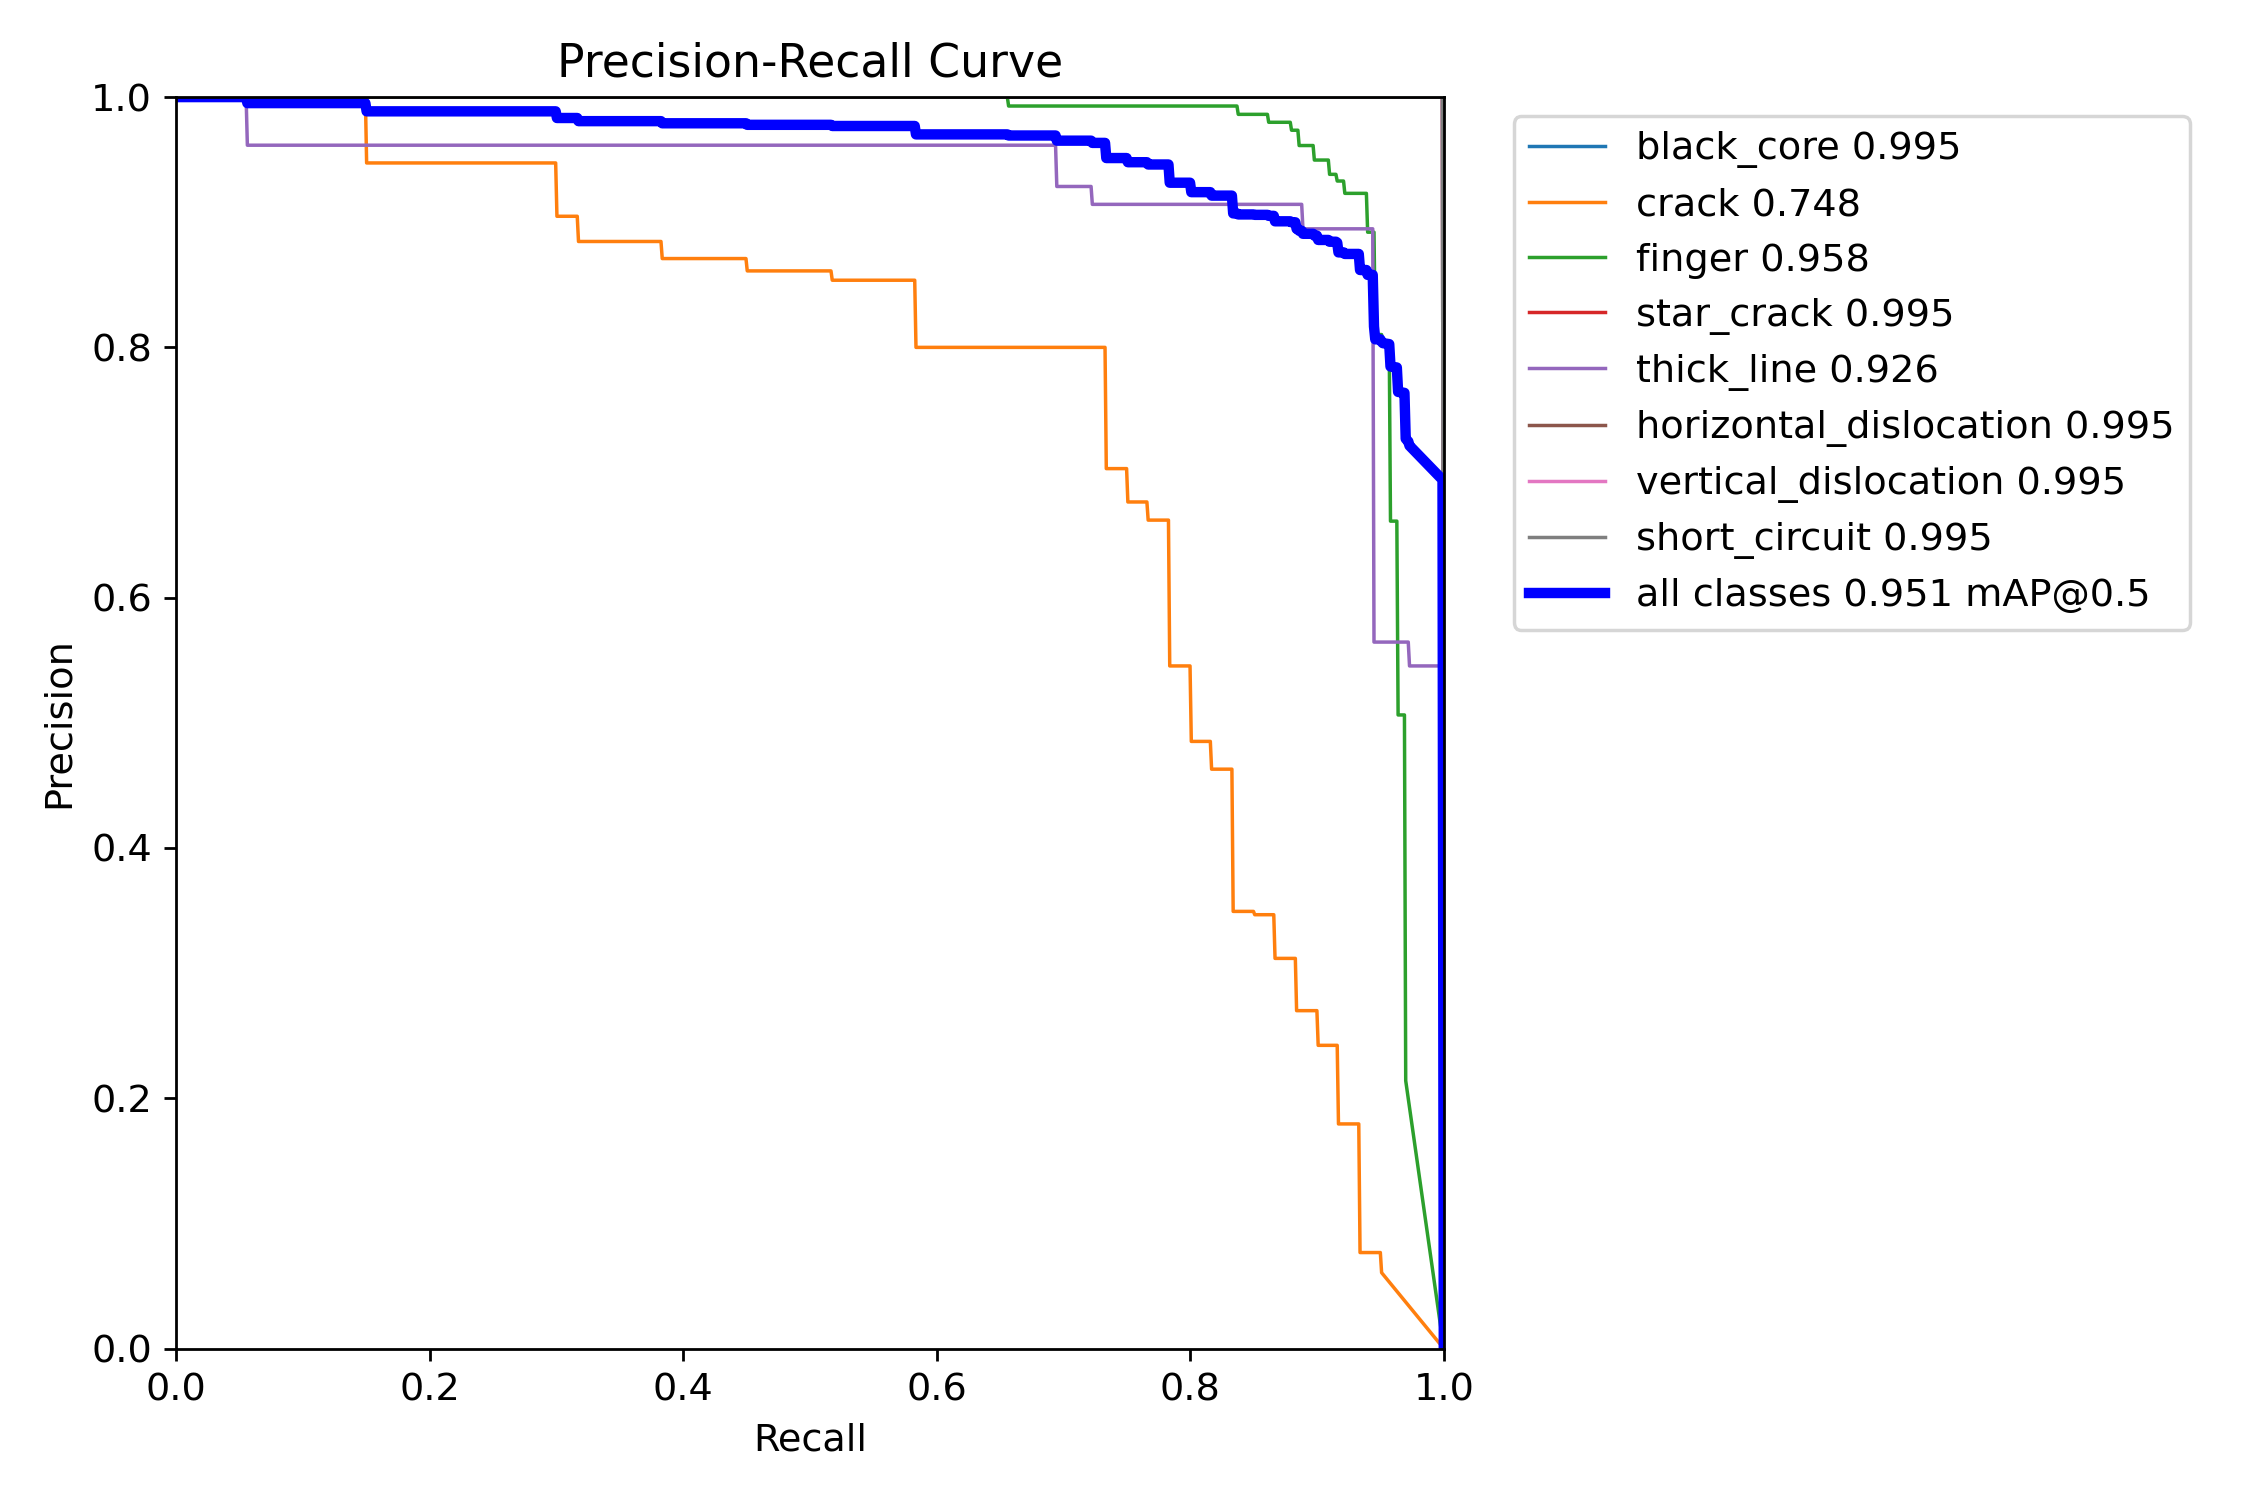 Precision-Recall Curve
1.0
0.8
0.6
0.4
0.2
0.0
Precision
0.0 0.2 0.4 0.6 0.8 1.0
Recall
black_core 0.995
crack 0.748
finger 0.958
star_crack 0.995
thick_line 0.926
horizontal_dislocation 0.995
vertical_dislocation 0.995
short_circuit 0.995
all classes 0.951 mAP@0.5